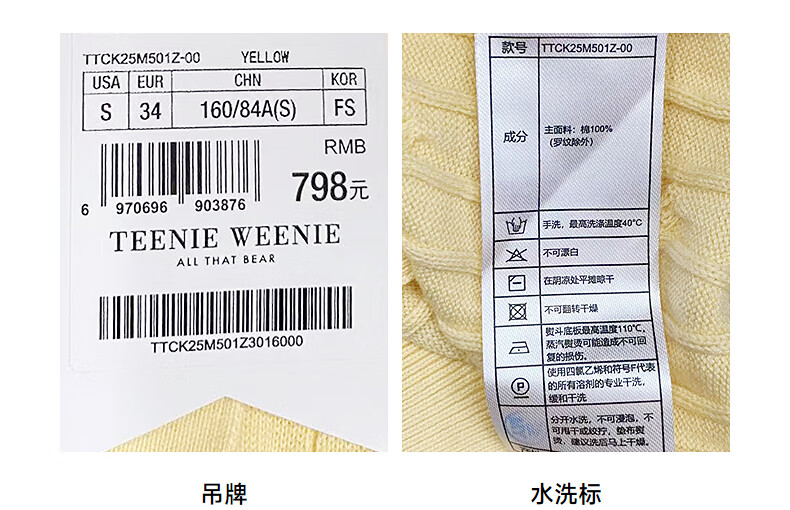 TTCK25M501Z-00 YELLOW
USA EUR CHN KOR
S 34 160/84A(S) FS
RMB
798元
6 970696 903876
TEENIE WEENIE
ALL THAT BEAR
TTCK25M501Z3016000
吊牌
款号 TTCK25M501Z-00
成分
主面料：棉100%
（罗纹除外）
手洗，最高洗涤温度40°C
不可漂白
在阴凉处平摊晾干
不可翻转干燥
熨斗底板最高温度110℃，
蒸汽熨烫可能造成不可回
复的损伤。
P
使用四氯乙烯和符号F代表
的所有溶剂的专业干洗，
缓和干洗
分开水洗，不可浸泡，不
可甩干或绞拧，垫布熨
烫，建议洗后马上干燥。
水洗标